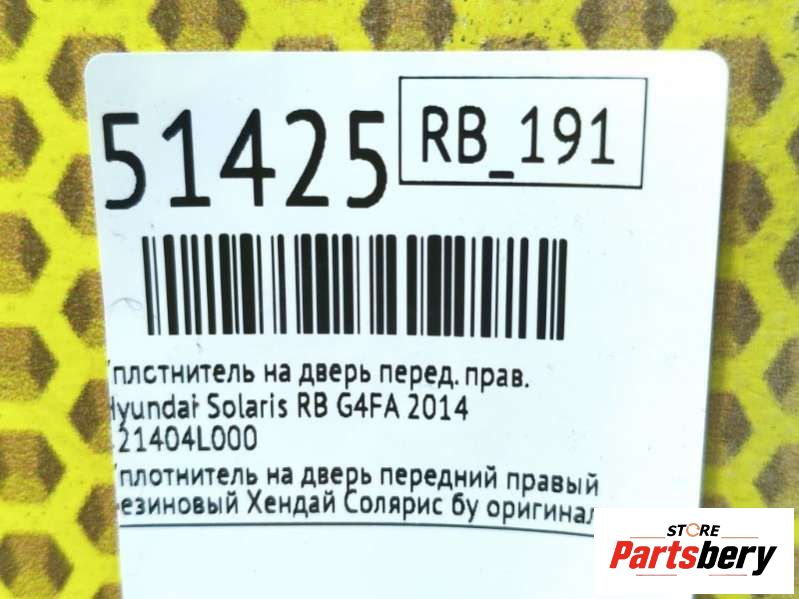 51425
RB_191
плстнитель на дверь перед. прав.
Hyundai Solaris RB G4FA 2014
21404L000
плотнитель на дверь передний правый
езиновый Хендай Солярис бу оригинал
STORE
Partsbery